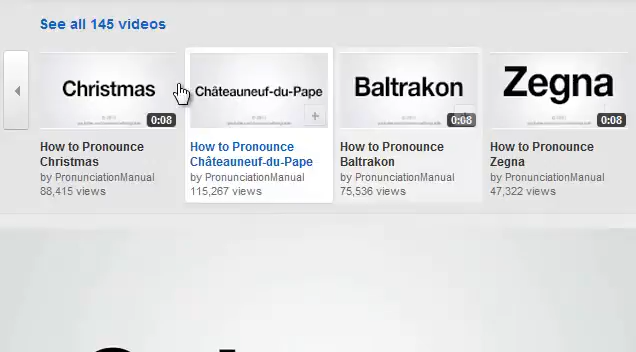 See all 145 videos
Christmas
0:08
How to Pronounce
Christmas
by PronunciationManual
88,415 views
Châteauneuf-du-Pape
How to Pronounce
Châteauneuf-du-Pape
by PronunciationManual
115,267 views
Baltrakon
0:08
How to Pronounce
Baltrakon
by PronunciationManual
75,536 views
Zegna
0:08
How to Pronounce
Zegna
by PronunciationManual
47,322 views